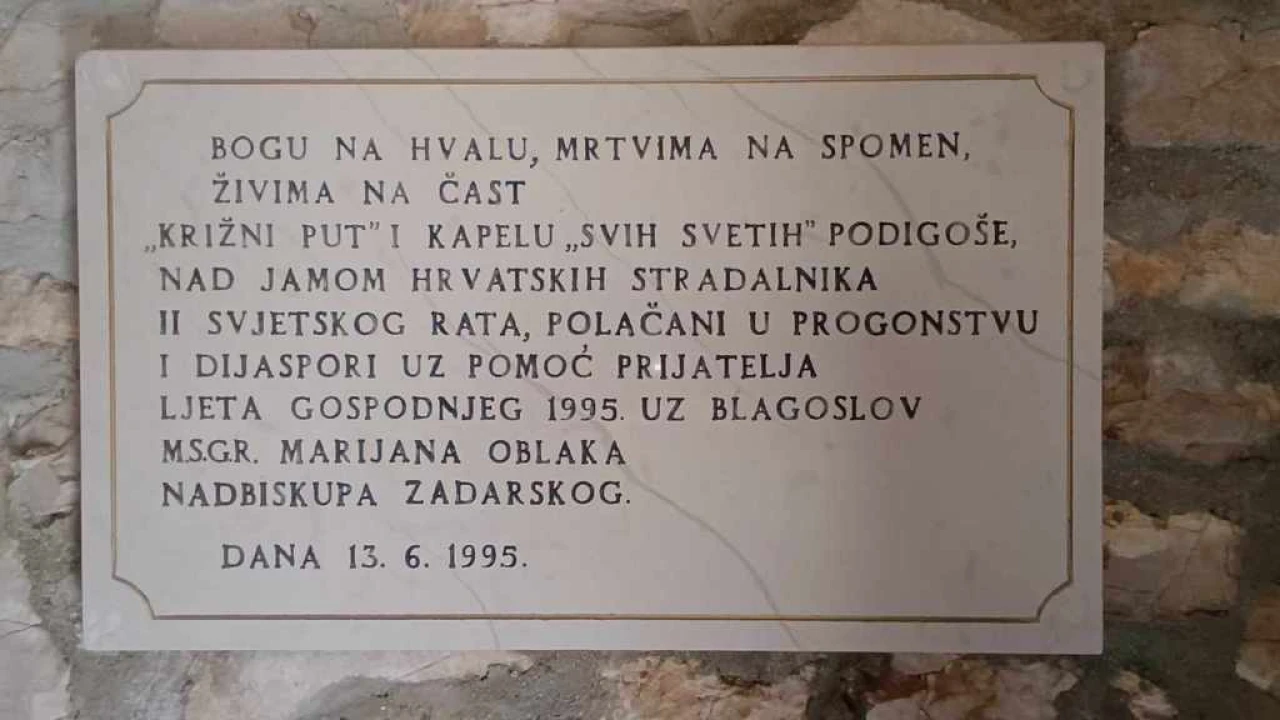 BOGU NA HVALU, MRTVIMA NA SPOMEN,
ŽIVIMA NA ČAST
„KRIŽNI PUT” I KAPELU „SVIH SVETIH” PODIGOŠE,
NAD JAMOM HRVATSKIH STRADALNIKA
II SVJETSKOG RATA, POLAČANI U PROGONSTVU
I DIJASPORI UZ POMOĆ PRIJATELJA
LJETA GOSPODNJEG 1995. UZ BLAGOSLOV
M.S.G.R. MARIJANA OBLAKA
NADBISKUPA ZADARSKOG.
DANA 13. 6. 1995.